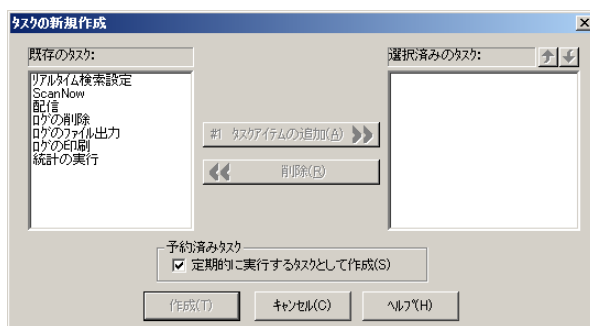 タスクの新規作成
既存のタスク:
選択済みのタスク:
リアルタイム検索設定
ScanNow
配信
ログの削除
ログのファイル出力
ログの印刷
統計の実行
#1 タスクアイテムの追加(A)
削除(R)
予約済みタスク
定期的に実行するタスクとして作成(S)
作成(T)
キャンセル(C)
ヘルプ(H)